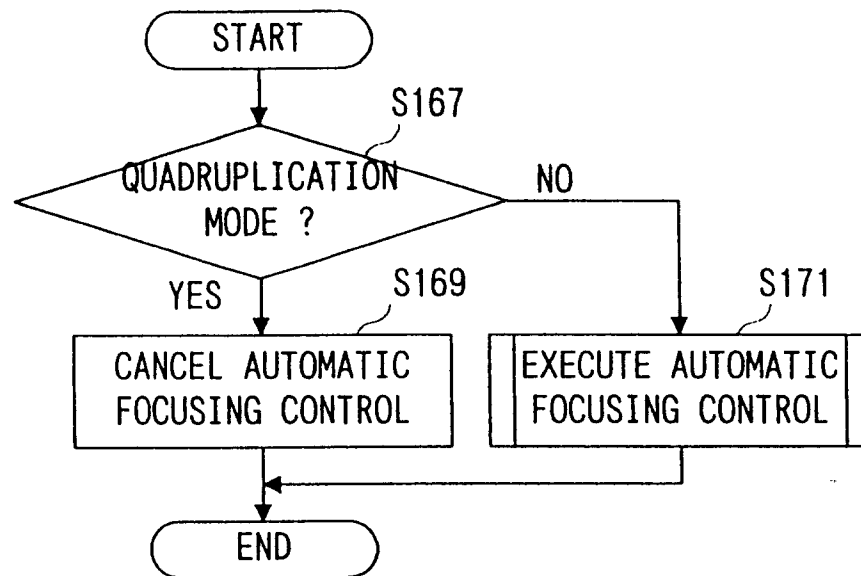 START
S167
QUADRUPLICATION
MODE ?
NO
YES
S169
S171
CANCEL AUTOMATIC
FOCUSING CONTROL
EXECUTE AUTOMATIC
FOCUSING CONTROL
END